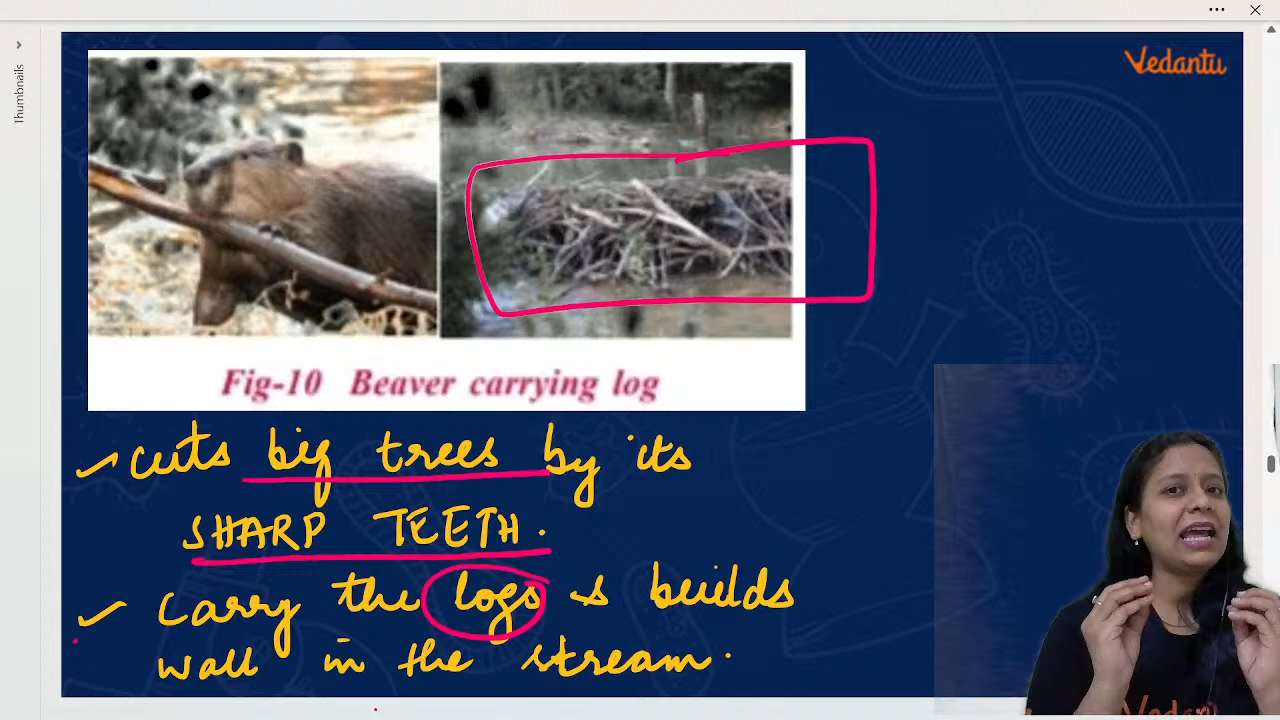 Thumbnails
Vedantu
Fig-10 Beaver carrying log
cuts big trees by its
SHARP TEETH.
carry the logs & builds
wall in the stream.
Vedantu